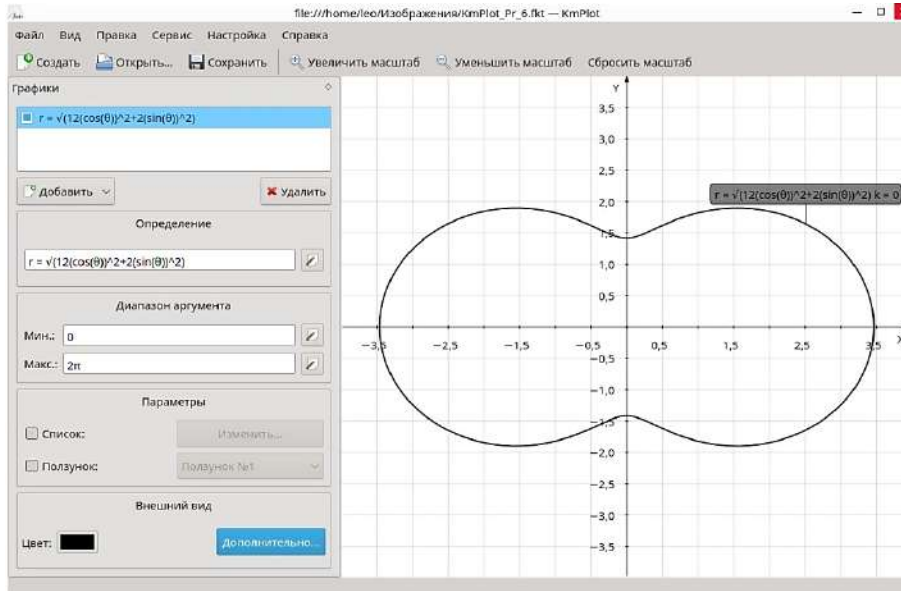 file:///home/leo/Изображения/KmPlot_Pr_6.fkt — KmPlot
Файл Вид Правка Сервис Настройка Справка
Создать Открыть... Сохранить Увеличить масштаб Уменьшить масштаб Сбросить масштаб
Графики
r = √(12(cos(θ))^2+2(sin(θ))^2)
Добавить Удалить
Определение
r = √(12(cos(θ))^2+2(sin(θ))^2)
Диапазон аргумента
Мин.: 0
Макс.: 2π
Параметры
Список: Изменить...
Ползунок: Ползунок №1
Внешний вид
Цвет: Дополнительно...
Y
3,5
3,0
2,5
2,0
r = √(12(cos(θ))^2+2(sin(θ))^2) k = 0
1,5
1,0
0,5
−3,5 −2,5 −1,5 −0,5 0,5 1,5 2,5 3,5 X
−0,5
−1,0
−1,5
−2,0
−2,5
−3,0
−3,5